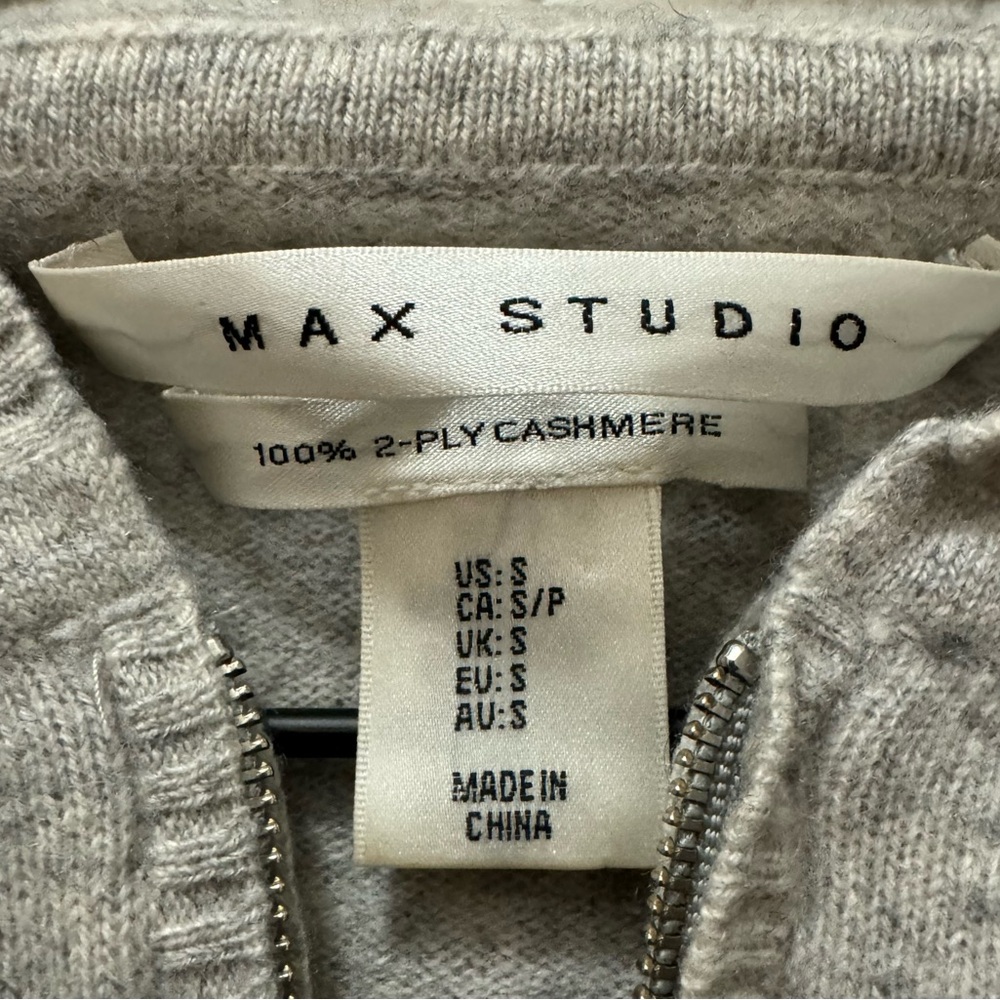 MAX STUDIO
100% 2-PLY CASHMERE
US: S
CA: S/P
UK: S
EU: S
AU: S
MADE IN
CHINA